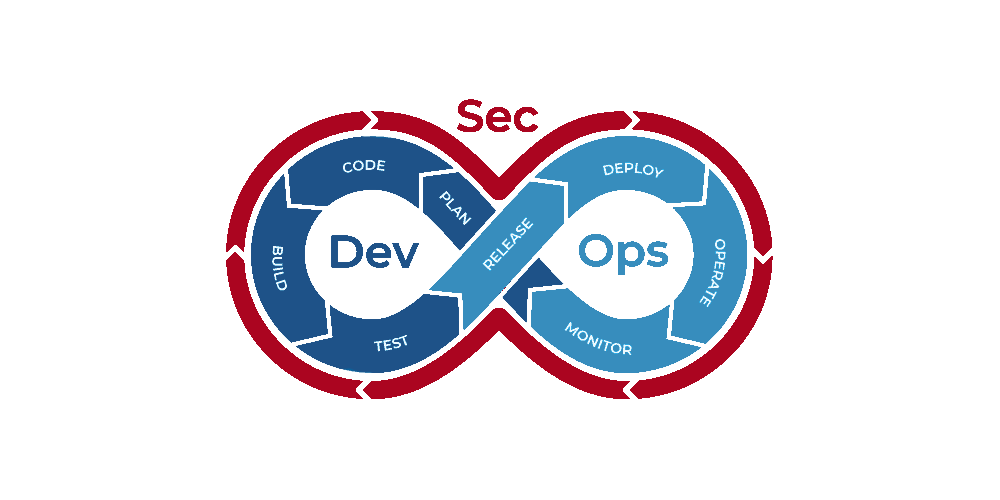 Sec
Dev
Ops
PLAN
CODE
BUILD
TEST
RELEASE
DEPLOY
OPERATE
MONITOR